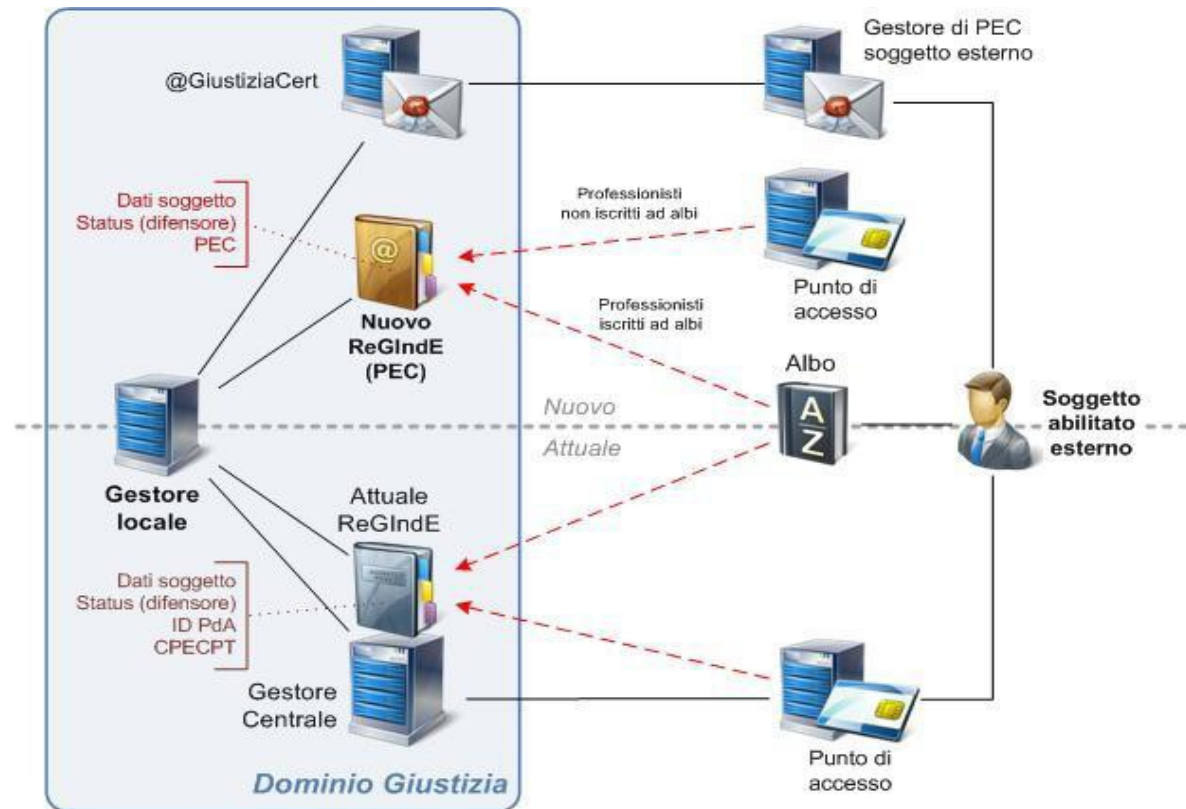 Gestore di PEC
soggetto esterno
@GiustiziaCert
Dati soggetto
Status (difensore)
PEC
Professionisti
non iscritti ad albi
@
Punto di
accesso
Nuovo
ReGIndE
(PEC)
Professionisti
iscritti ad albi
Albo
A
Z
Nuovo
Attuale
Soggetto
abilitato
esterno
Gestore
locale
Attuale
ReGIndE
Dati soggetto
Status (difensore)
ID PdA
CPECPT
Gestore
Centrale
Punto di
accesso
Dominio Giustizia